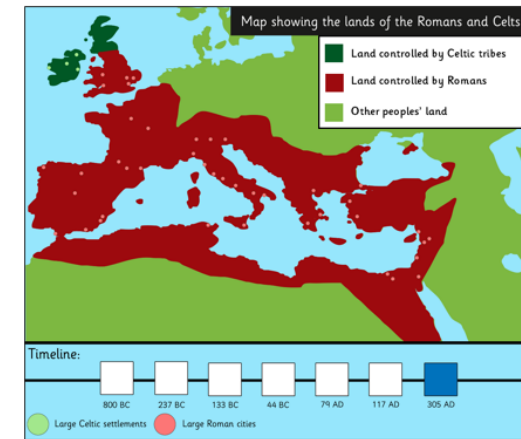 Map showing the lands of the Romans and Celts
Land controlled by Celtic tribes
Land controlled by Romans
Other peoples' land
Timeline:
800 BC
237 BC
133 BC
44 BC
79 AD
117 AD
305 AD
Large Celtic settlements
Large Roman cities